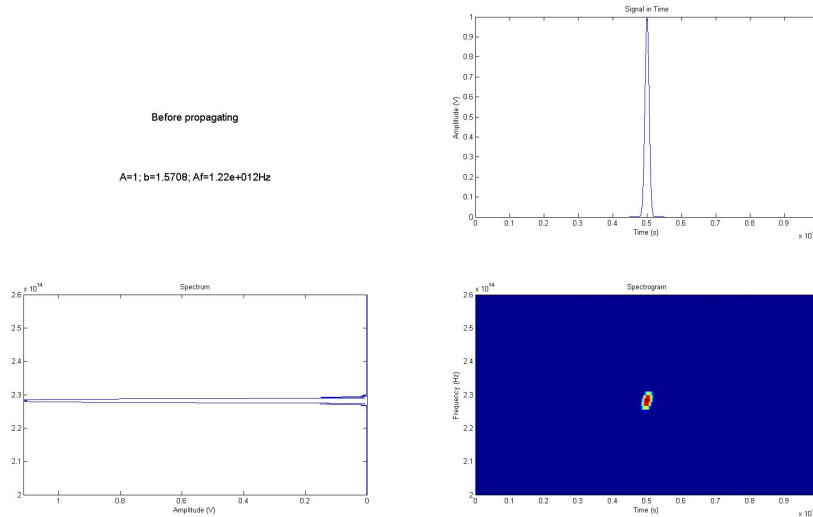 Signal in Time
1
0.9
0.8
0.7
0.6
0.5
0.4
0.3
0.2
0.1
0
Amplitude (V)
0 0.1 0.2 0.3 0.4 0.5 0.6 0.7 0.8 0.9
Time (s)
x 10
Before propagating
A=1; b=1.5708; Af=1.22e+012Hz
Spectrum
x 10^14
2.6
2.5
2.4
2.3
2.2
2.1
2
1 0.8 0.6 0.4 0.2 0
Amplitude (V)
Spectrogram
x 10^14
2.6
2.5
2.4
2.3
2.2
2.1
2
Frequency (Hz)
0 0.1 0.2 0.3 0.4 0.5 0.6 0.7 0.8 0.9
Time (s)
x 10